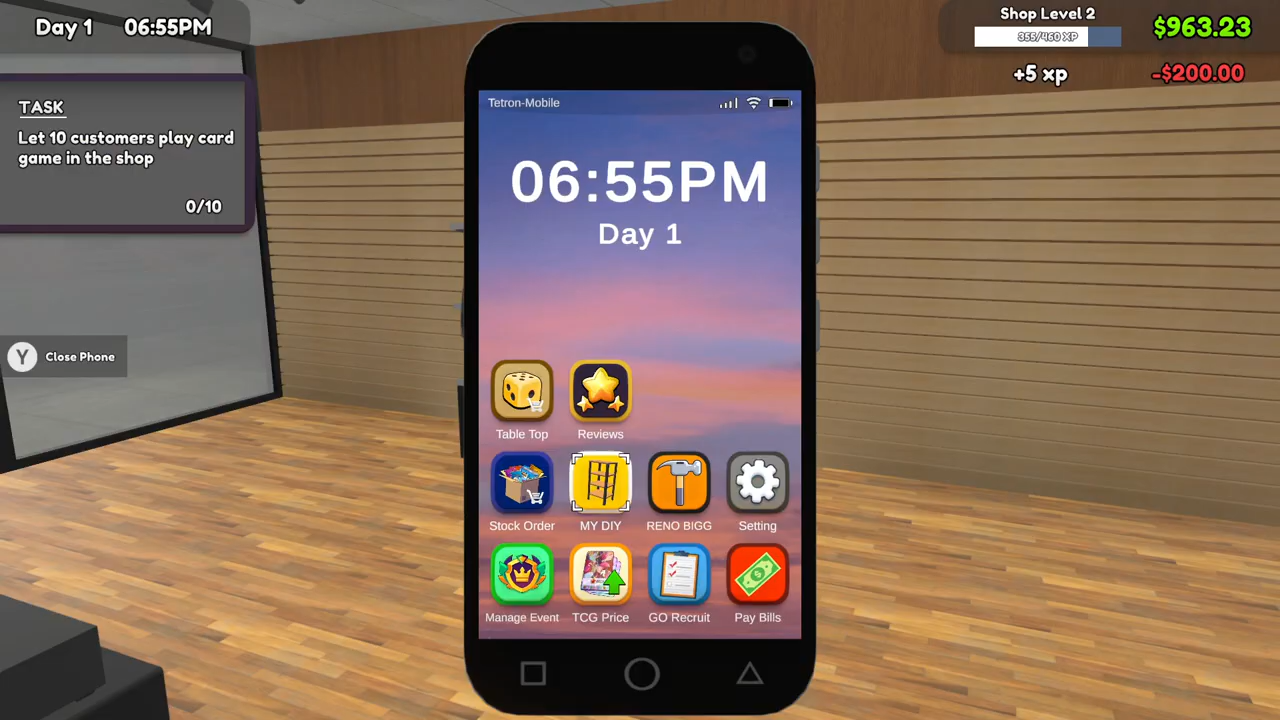 Day 1 06:55PM
TASK
Let 10 customers play card
game in the shop
0/10
Y Close Phone
Tetron-Mobile
06:55PM
Day 1
Table Top
Reviews
Stock Order
MY DIY
RENO BIGG
Setting
Manage Event
TCG Price
GO Recruit
Pay Bills
Shop Level 2
355/460 XP
$963.23
+5 xp
-$200.00